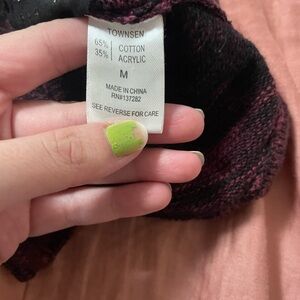 TOWNSEN
65% | COTTON
35% | ACRYLIC
M
MADE IN CHINA
RN#137282
SEE REVERSE FOR CARE